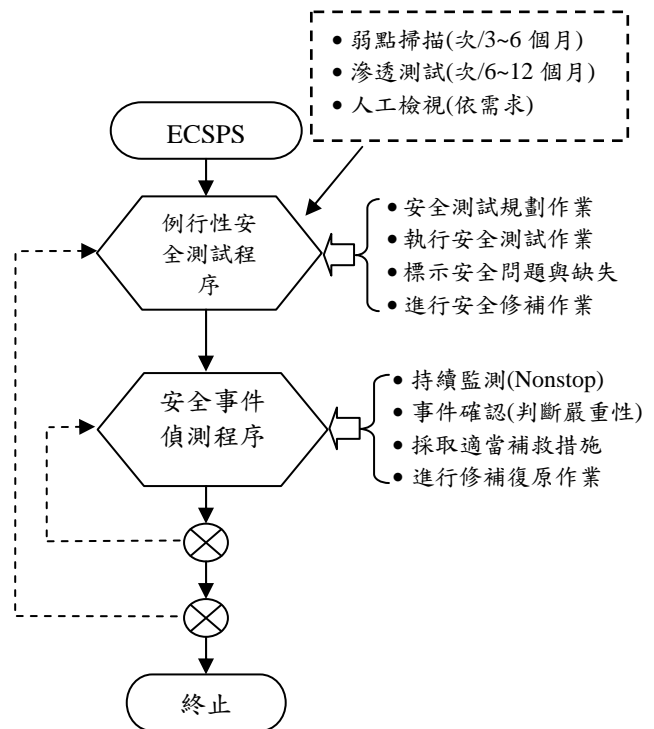 • 弱點掃描(次/3~6 個月)
• 滲透測試(次/6~12 個月)
• 人工檢視(依需求)
ECSPS
例行性安
全測試程
序
• 安全測試規劃作業
• 執行安全測試作業
• 標示安全問題與缺失
• 進行安全修補作業
安全事件
偵測程序
• 持續監測(Nonstop)
• 事件確認(判斷嚴重性)
• 採取適當補救措施
• 進行修補復原作業
終止